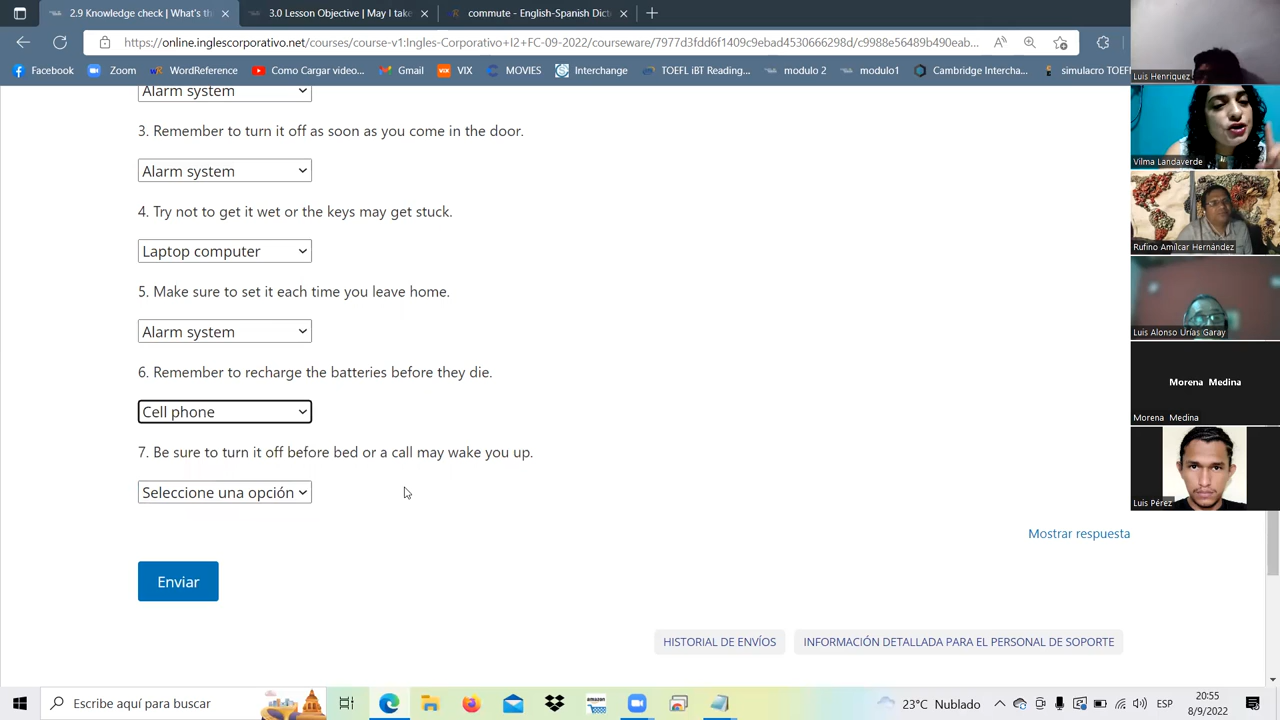 2.9 Knowledge Check | What's th
3.0 Lesson Objective | May I take
commute - English-Spanish Dict
https://online.inglescorporativo.net/courses/course-v1:Ingles-Corporativo+I2+FC-09-2022/courseware/7977d3fdd6f1409c9ebad4530666298d/c9988e56489b490eab...
Facebook
Zoom
WordReference
Como Cargar video...
Gmail
VIX
MOVIES
Interchange
TOEFL iBT Reading...
modulo 2
modulo1
Cambridge Intercha...
simulacro TOEF
Alarm system
3. Remember to turn it off as soon as you come in the door.
Alarm system
4. Try not to get it wet or the keys may get stuck.
Laptop computer
5. Make sure to set it each time you leave home.
Alarm system
6. Remember to recharge the batteries before they die.
Cell phone
7. Be sure to turn it off before bed or a call may wake you up.
Seleccione una opción
Mostrar respuesta
Enviar
HISTORIAL DE ENVÍOS
INFORMACIÓN DETALLADA PARA EL PERSONAL DE SOPORTE
Luis Henriquez
Vilma Landaverde
Rufino Amílcar Hernández
Luis Alonso Urías Garay
Morena Medina
Morena Medina
Luis Pérez
Escribe aquí para buscar
amazon
23°C Nublado
ESP
20:55
8/9/2022